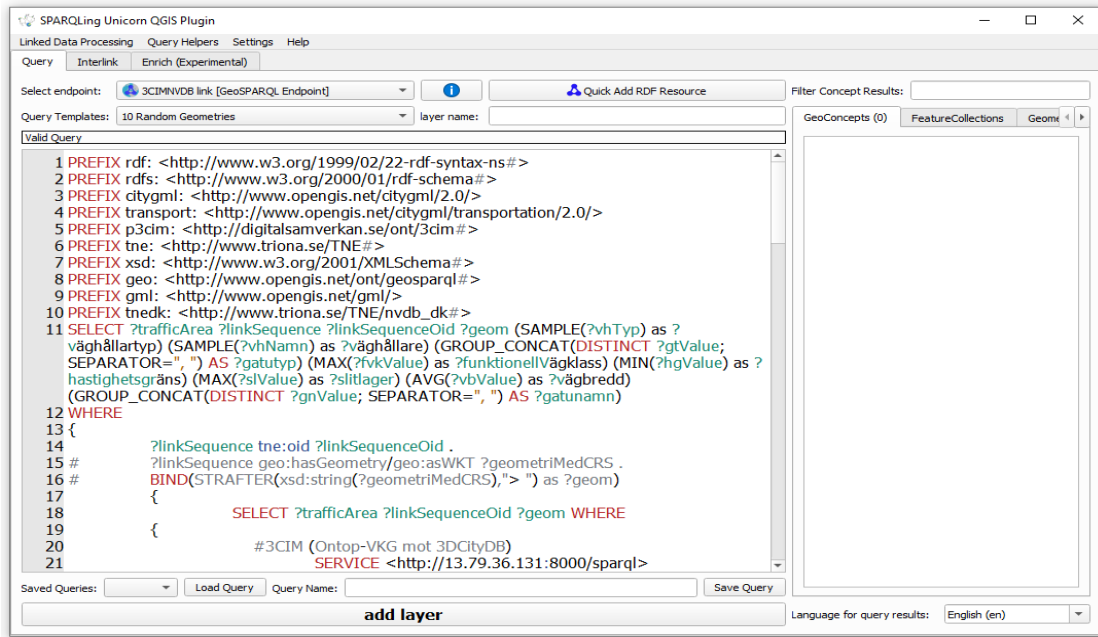 SPARQLing Unicorn QGIS Plugin
Linked Data Processing Query Helpers Settings Help
Query Interlink Enrich (Experimental)
Select endpoint: 3CIMNVDB link [GeoSPARQL Endpoint] Quick Add RDF Resource Filter Concept Results:
Query Templates: 10 Random Geometries layer name: GeoConcepts (0) FeatureCollections Geome
Valid Query
1 PREFIX rdf: <http://www.w3.org/1999/02/22-rdf-syntax-ns#>
2 PREFIX rdfs: <http://www.w3.org/2000/01/rdf-schema#>
3 PREFIX citygml: <http://www.opengis.net/citygml/2.0/>
4 PREFIX transport: <http://www.opengis.net/citygml/transportation/2.0/>
5 PREFIX p3cim: <http://digitalsamverkan.se/ont/3cim#>
6 PREFIX tne: <http://www.triona.se/TNE#>
7 PREFIX xsd: <http://www.w3.org/2001/XMLSchema#>
8 PREFIX geo: <http://www.opengis.net/ont/geosparql#>
9 PREFIX gml: <http://www.opengis.net/gml/>
10 PREFIX tnedk: <http://www.triona.se/TNE/nvdb_dk#>
11 SELECT ?trafficArea ?linkSequence ?linkSequenceOid ?geom (SAMPLE(?vhTyp) as ?
väghållartyp) (SAMPLE(?vhNamn) as ?väghållare) (GROUP_CONCAT(DISTINCT ?gtValue;
SEPARATOR=", ") AS ?gatutyp) (MAX(?fvkValue) as ?funktionellVägklass) (MIN(?hgValue) as ?
hastighetsgräns) (MAX(?slValue) as ?slitlager) (AVG(?vbValue) as ?vägbredd)
(GROUP_CONCAT(DISTINCT ?gnValue; SEPARATOR=", ") AS ?gatunamn)
12 WHERE
13 {
14 ?linkSequence tne:oid ?linkSequenceOid .
15 # ?linkSequence geo:hasGeometry/geo:asWKT ?geometriMedCRS .
16 # BIND(STRAFTER(xsd:string(?geometriMedCRS),"> ") as ?geom)
17 {
18 SELECT ?trafficArea ?linkSequenceOid ?geom WHERE
19 {
20 #3CIM (Ontop-VKG mot 3DCityDB)
21 SERVICE <http://13.79.36.131:8000/sparql>
Saved Queries: Load Query Query Name: Save Query
add layer Language for query results: English (en)